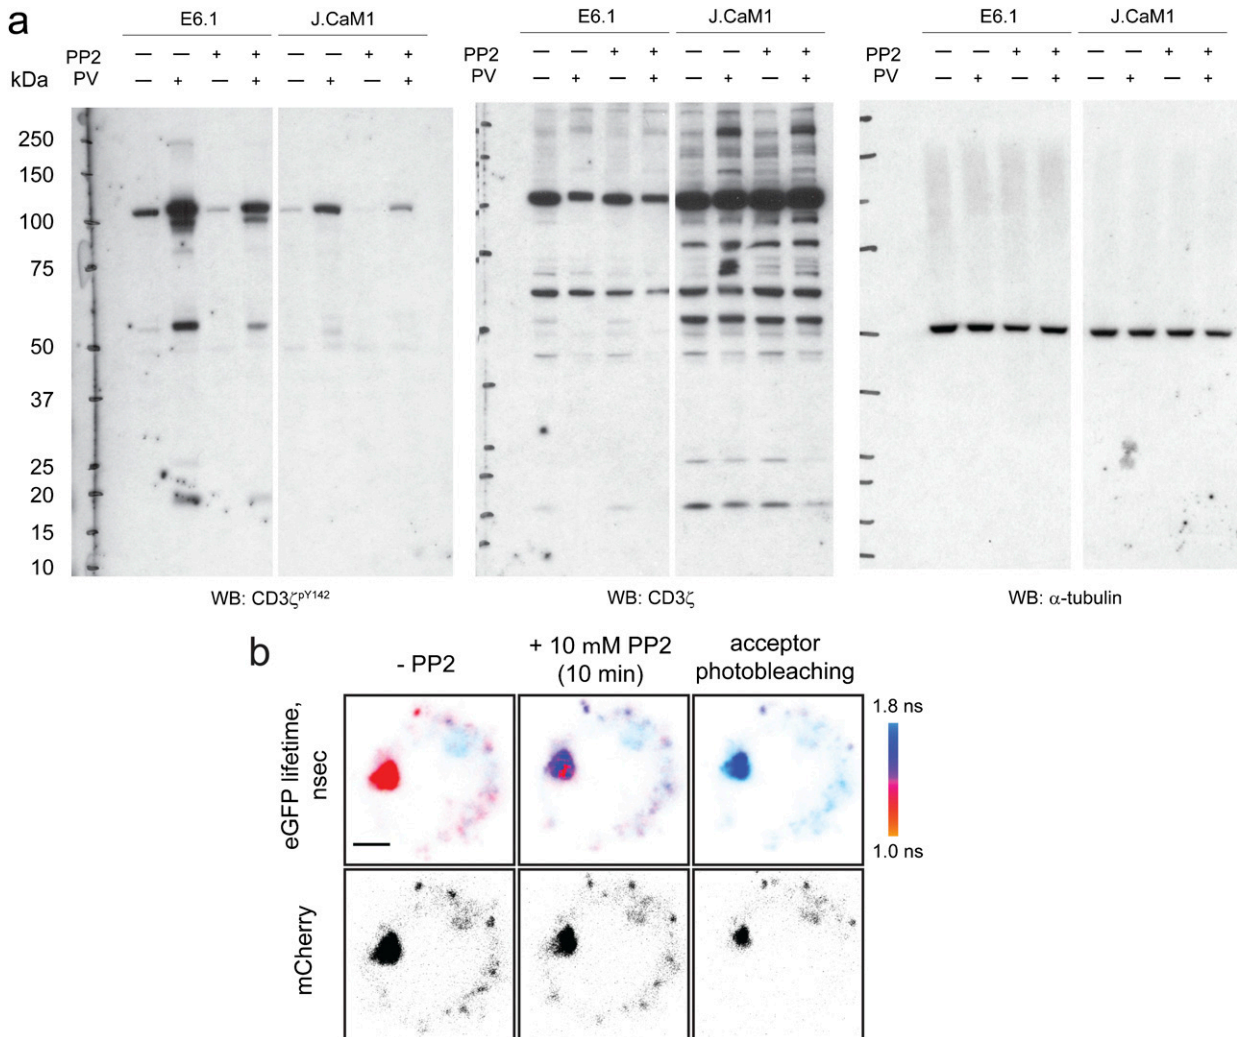 a
E6.1 J.CaM1
PP2 – – + + – – + +
kDa PV – + – + – + – +
250
150
100
75
50
37
25
20
15
10
WB: CD3ζpY142
E6.1 J.CaM1
PP2 – – + + – – + +
PV – + – + – + – +
WB: CD3ζ
E6.1 J.CaM1
PP2 – – + + – – + +
PV – + – + – + – +
WB: α-tubulin
b
- PP2
+ 10 mM PP2
(10 min)
acceptor
photobleaching
eGFP lifetime,
nsec
1.8 ns
1.0 ns
mCherry